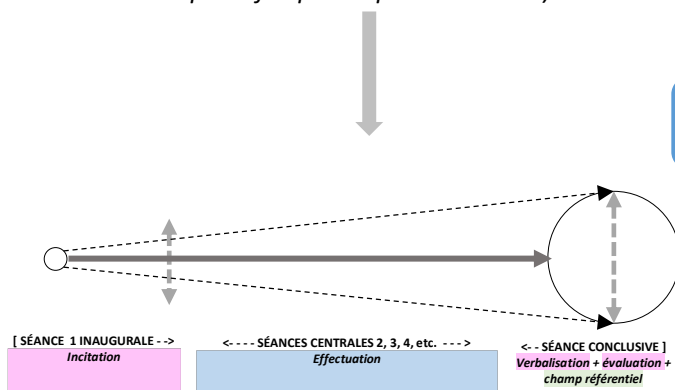 [ SÉANCE 1 INAUGURALE - ->
Incitation
<- - - - SÉANCES CENTRALES 2, 3, 4, etc. - - - >
Effectuation
<- - SÉANCE CONCLUSIVE ]
Verbalisation + évaluation +
champ référentiel